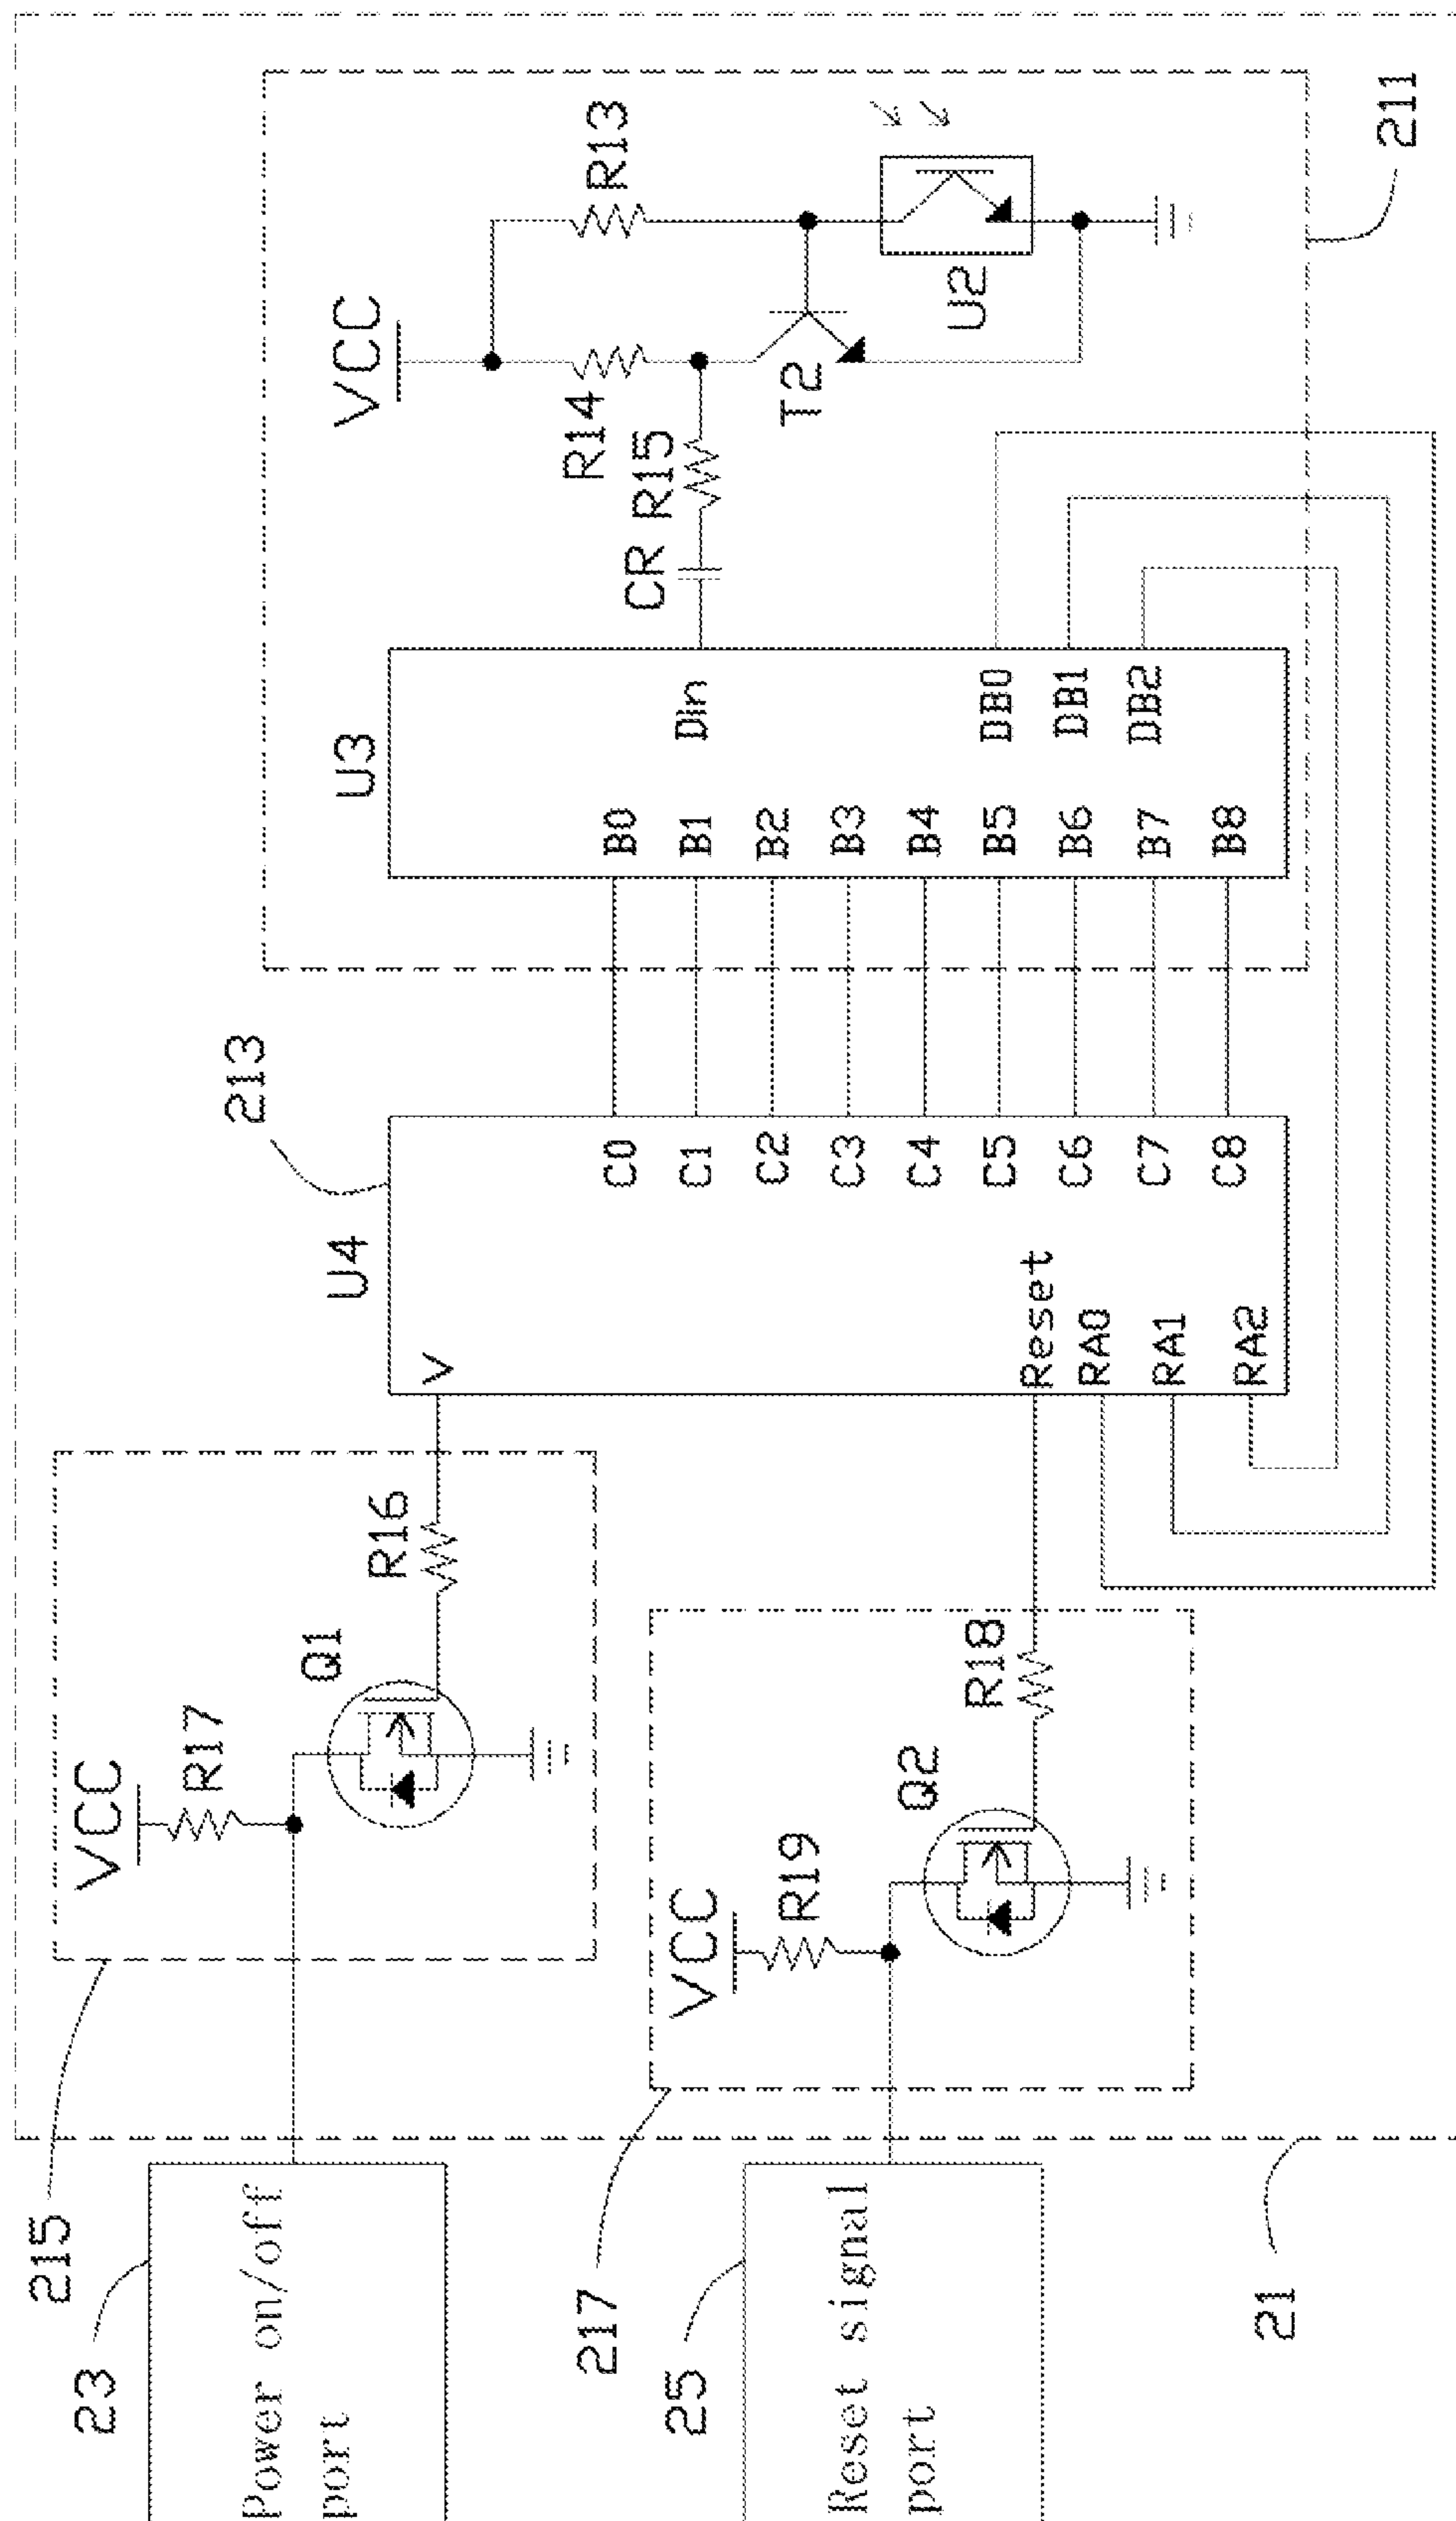 215
23
Power on/off
port
VCC
R17
Q1
R16
217
25
Reset signal
port
VCC
R19
Q2
R18
21
213
U4
V
Reset
RA0
RA1
RA2
C0
C1
C2
C3
C4
C5
C6
C7
C8
U3
B0
B1
B2
B3
B4
B5
B6
B7
B8
Din
DB0
DB1
DB2
CR
R15
R14
VCC
R13
T2
U2
211